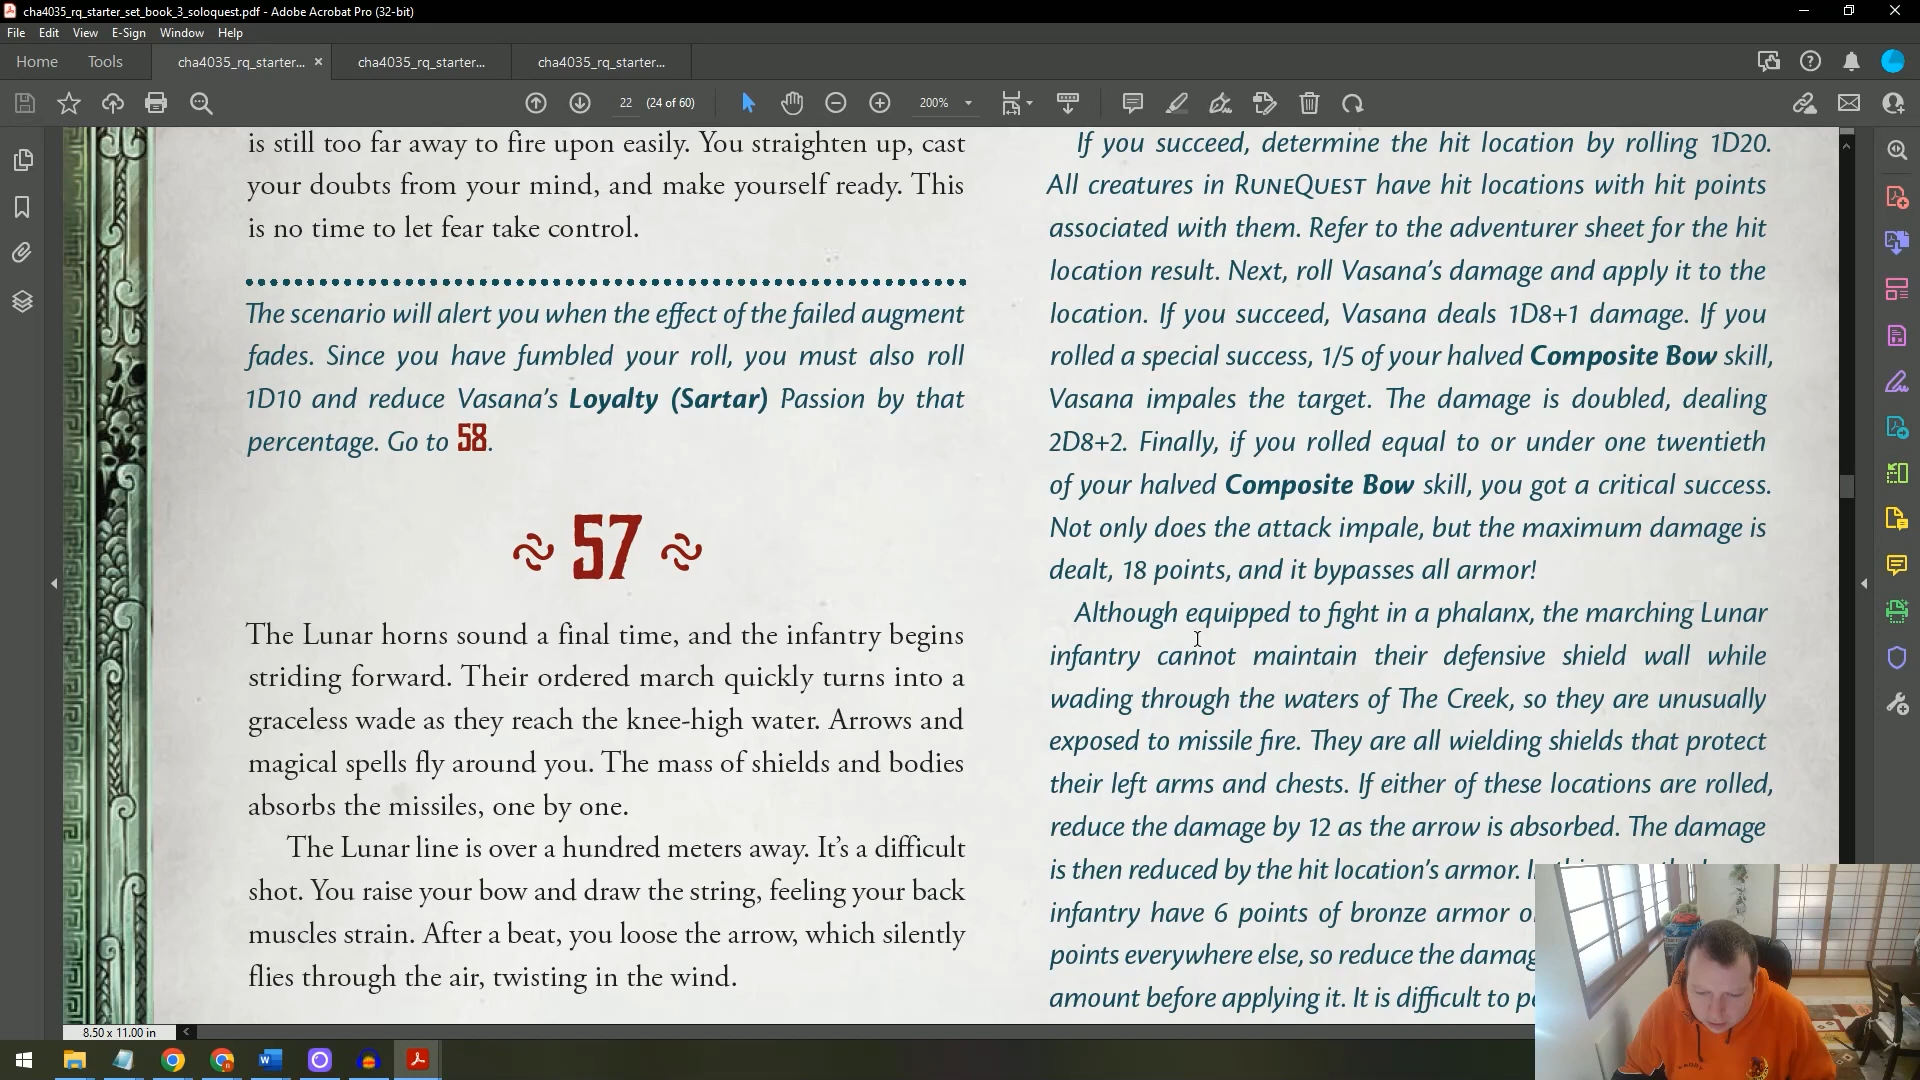 cha4035_rq_starter_set_book_3_soloquest.pdf - Adobe Acrobat Pro (32-bit)
File Edit View E-Sign Window Help
Home Tools cha4035_rq_starter... × cha4035_rq_starter... cha4035_rq_starter...
22 (24 of 60) 200%
is still too far away to fire upon easily. You straighten up, cast
your doubts from your mind, and make yourself ready. This
is no time to let fear take control.
The scenario will alert you when the effect of the failed augment
fades. Since you have fumbled your roll, you must also roll
1D10 and reduce Vasana's Loyalty (Sartar) Passion by that
percentage. Go to 58.
57
The Lunar horns sound a final time, and the infantry begins
striding forward. Their ordered march quickly turns into a
graceless wade as they reach the knee-high water. Arrows and
magical spells fly around you. The mass of shields and bodies
absorbs the missiles, one by one.
The Lunar line is over a hundred meters away. It's a difficult
shot. You raise your bow and draw the string, feeling your back
muscles strain. After a beat, you loose the arrow, which silently
flies through the air, twisting in the wind.
If you succeed, determine the hit location by rolling 1D20.
All creatures in RUNEQUEST have hit locations with hit points
associated with them. Refer to the adventurer sheet for the hit
location result. Next, roll Vasana's damage and apply it to the
location. If you succeed, Vasana deals 1D8+1 damage. If you
rolled a special success, 1/5 of your halved Composite Bow skill,
Vasana impales the target. The damage is doubled, dealing
2D8+2. Finally, if you rolled equal to or under one twentieth
of your halved Composite Bow skill, you got a critical success.
Not only does the attack impale, but the maximum damage is
dealt, 18 points, and it bypasses all armor!
Although equipped to fight in a phalanx, the marching Lunar
infantry cannot maintain their defensive shield wall while
wading through the waters of The Creek, so they are unusually
exposed to missile fire. They are all wielding shields that protect
their left arms and chests. If either of these locations are rolled,
reduce the damage by 12 as the arrow is absorbed. The damage
is then reduced by the hit location's armor.
infantry have 6 points of bronze armor
points everywhere else, so reduce the
amount before applying it. It is difficult to
8.50 x 11.00 in